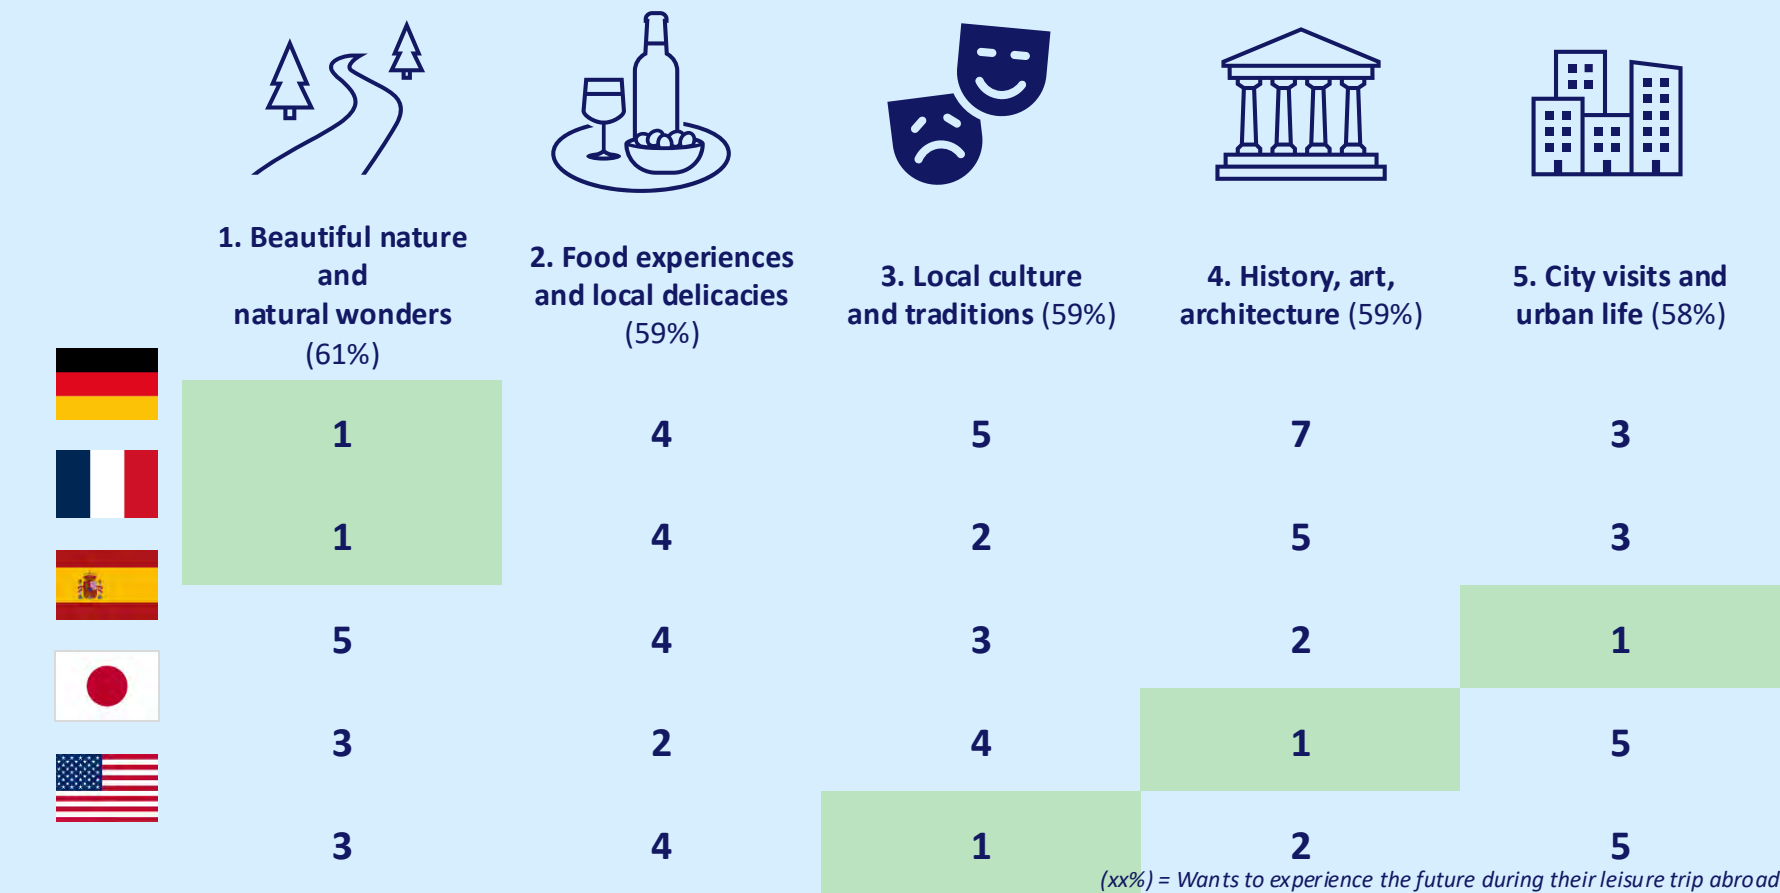 1. Beautiful nature
and
natural wonders
(61%)
2. Food experiences
and local delicacies
(59%)
3. Local culture
and traditions (59%)
4. History, art,
architecture (59%)
5. City visits and
urban life (58%)
1 4 5 7 3
1 4 2 5 3
5 4 3 2 1
3 2 4 1 5
3 4 1 2 5
(xx%) = Wants to experience the future during their leisure trip abroad